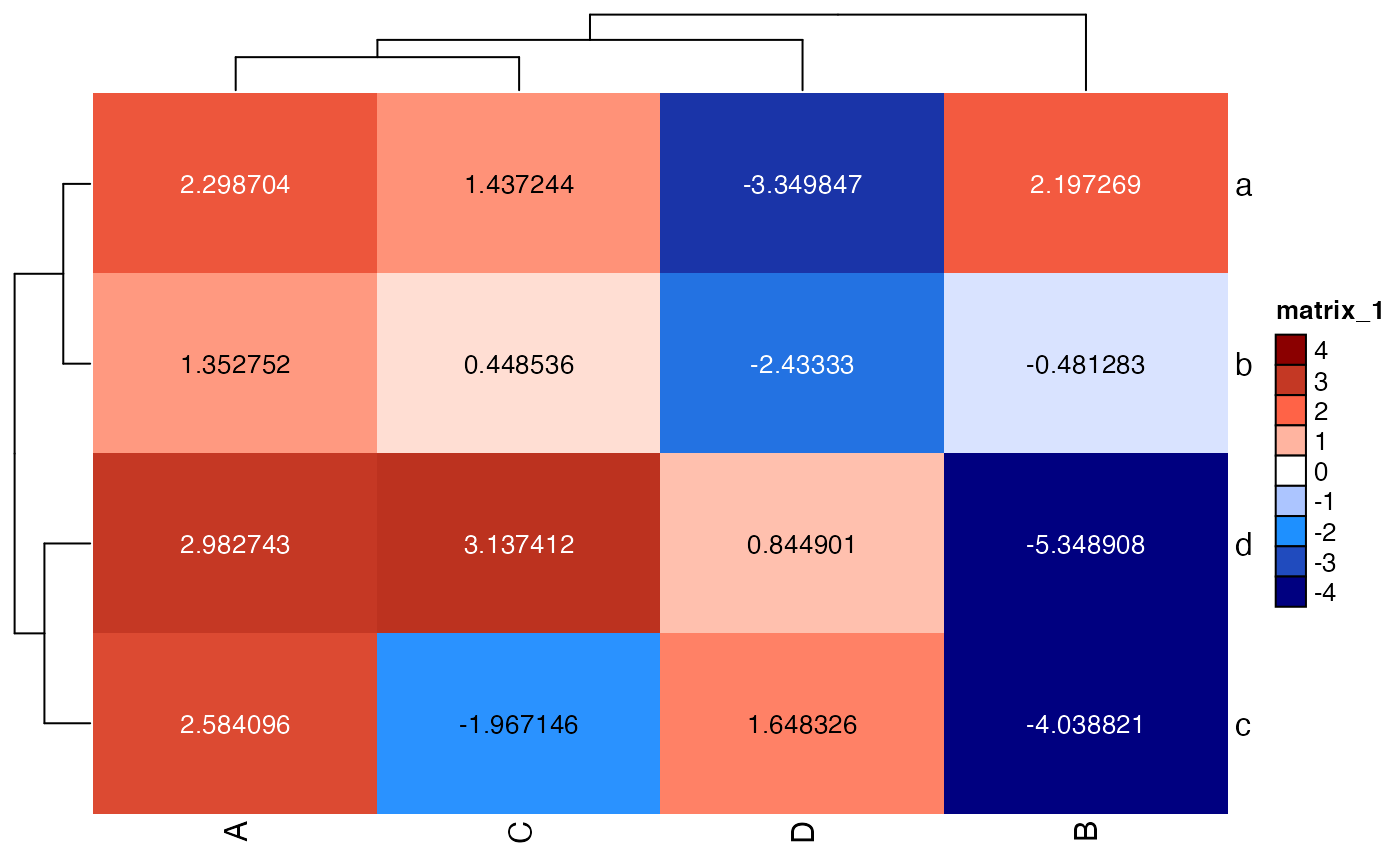 2.298704 1.437244 -3.349847 2.197269 a
1.352752 0.448536 -2.43333 -0.481283 b
2.982743 3.137412 0.844901 -5.348908 d
2.584096 -1.967146 1.648326 -4.038821 c
A C D B
matrix_1
4
3
2
1
0
-1
-2
-3
-4